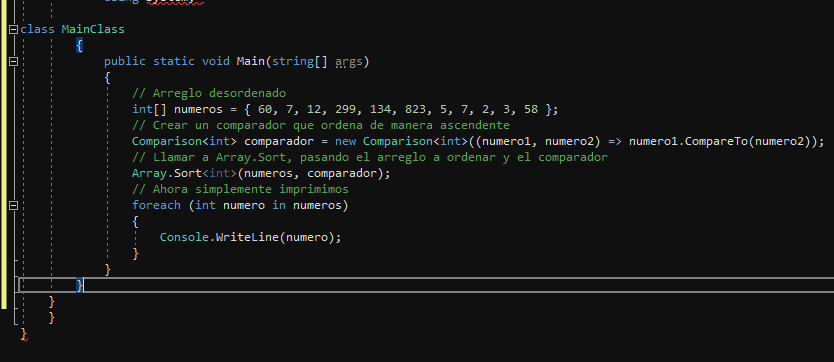 using System;
class MainClass
{
public static void Main(string[] args)
{
// Arreglo desordenado
int[] numeros = { 60, 7, 12, 299, 134, 823, 5, 7, 2, 3, 58 };
// Crear un comparador que ordena de manera ascendente
Comparison<int> comparador = new Comparison<int>((numero1, numero2) => numero1.CompareTo(numero2));
// Llamar a Array.Sort, pasando el arreglo a ordenar y el comparador
Array.Sort<int>(numeros, comparador);
// Ahora simplemente imprimimos
foreach (int numero in numeros)
{
Console.WriteLine(numero);
}
}
}
}
}
}